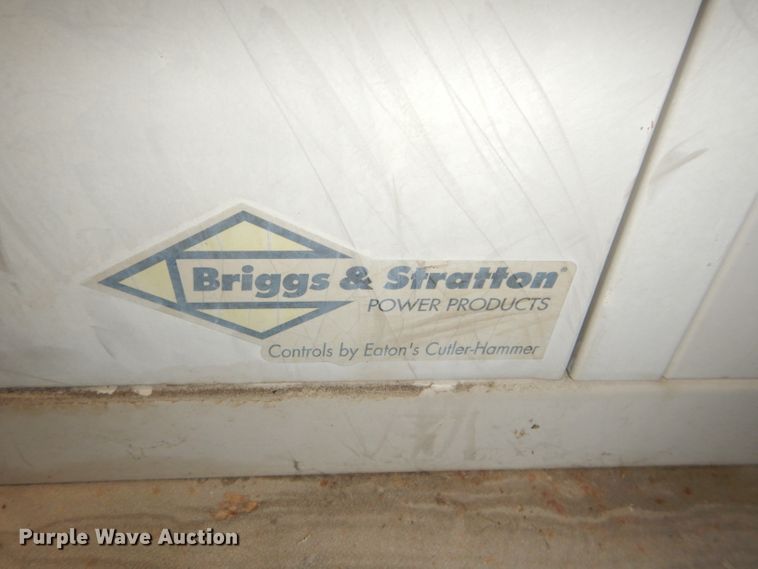 Briggs & Stratton®
POWER PRODUCTS
Controls by Eaton's Cutler-Hammer
Purple Wave Auction